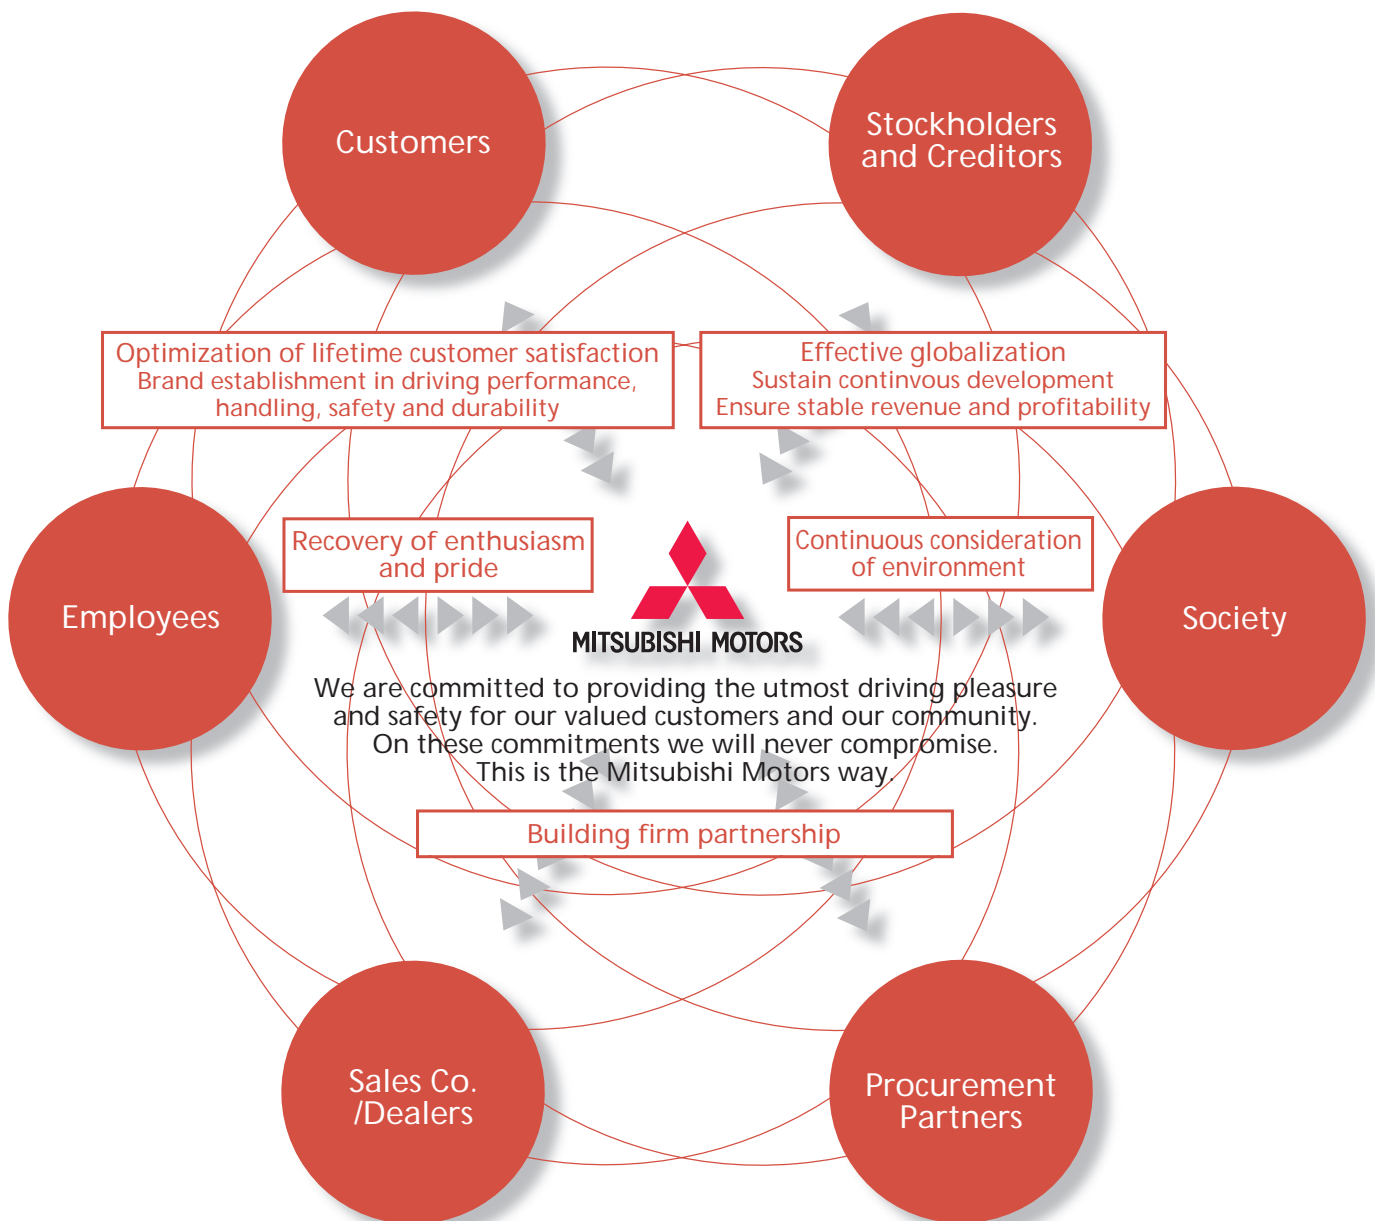 Customers
Stockholders
and Creditors
Optimization of lifetime customer satisfaction
Brand establishment in driving performance,
handling, safety and durability
Effective globalization
Sustain continvous development
Ensure stable revenue and profitability
Employees
Recovery of enthusiasm
and pride
Continuous consideration
of environment
Society
MITSUBISHI MOTORS
We are committed to providing the utmost driving pleasure
and safety for our valued customers and our community.
On these commitments we will never compromise.
This is the Mitsubishi Motors way.
Building firm partnership
Sales Co.
/Dealers
Procurement
Partners